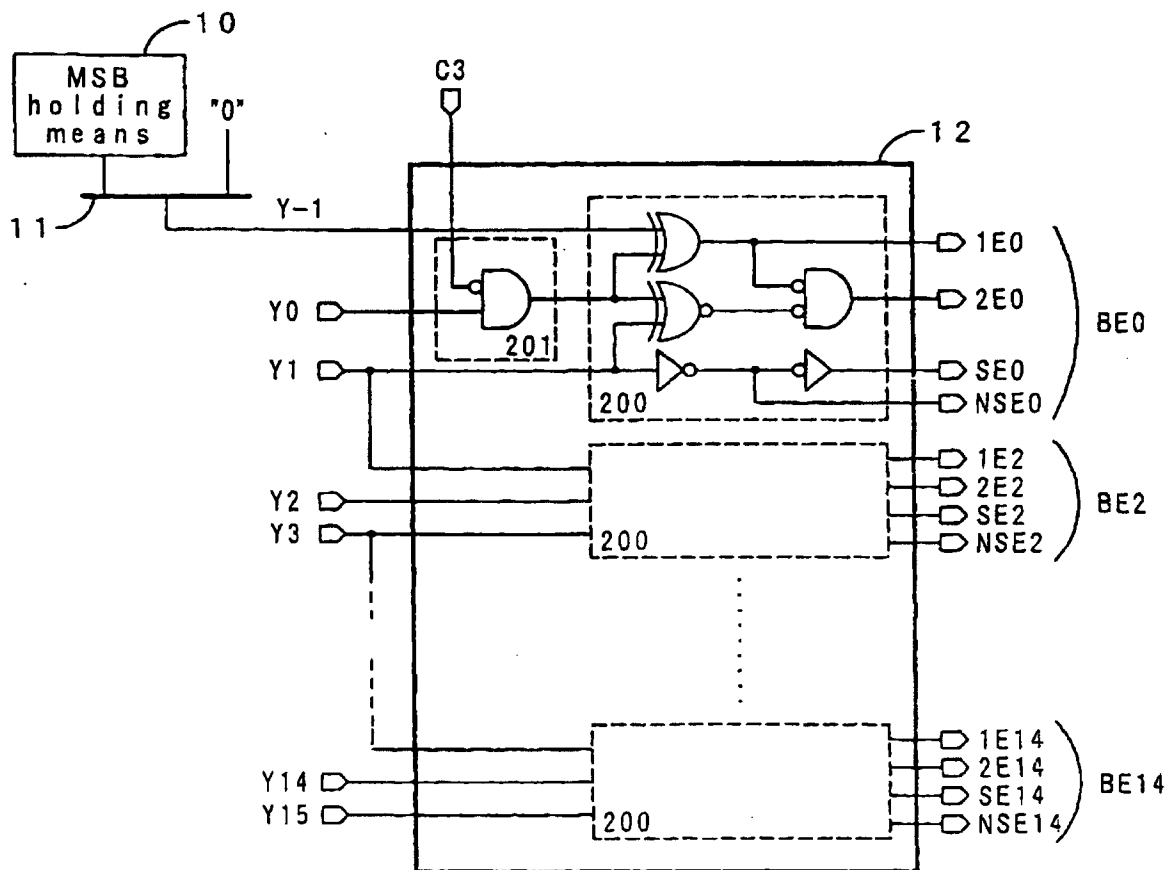 10
MSB
holding
means
"0"
C3
12
11
Y-1
1E0
Y0
2E0
BE0
201
Y1
SE0
200
NSE0
1E2
Y2
2E2
BE2
Y3
SE2
200
NSE2
1E14
Y14
2E14
BE14
SE14
Y15
200
NSE14